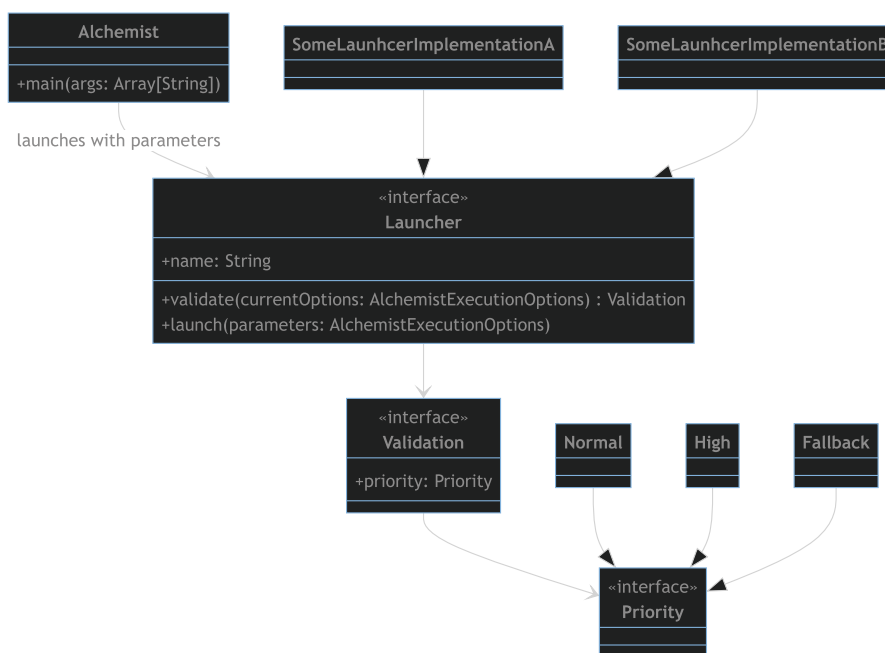 Alchemist
+main(args: Array[String])
SomeLaunhcerImplementationA
SomeLaunhcerImplementationB
launches with parameters
«interface»
Launcher
+name: String
+validate(currentOptions: AlchemistExecutionOptions) : Validation
+launch(parameters: AlchemistExecutionOptions)
«interface»
Validation
+priority: Priority
Normal
High
Fallback
«interface»
Priority